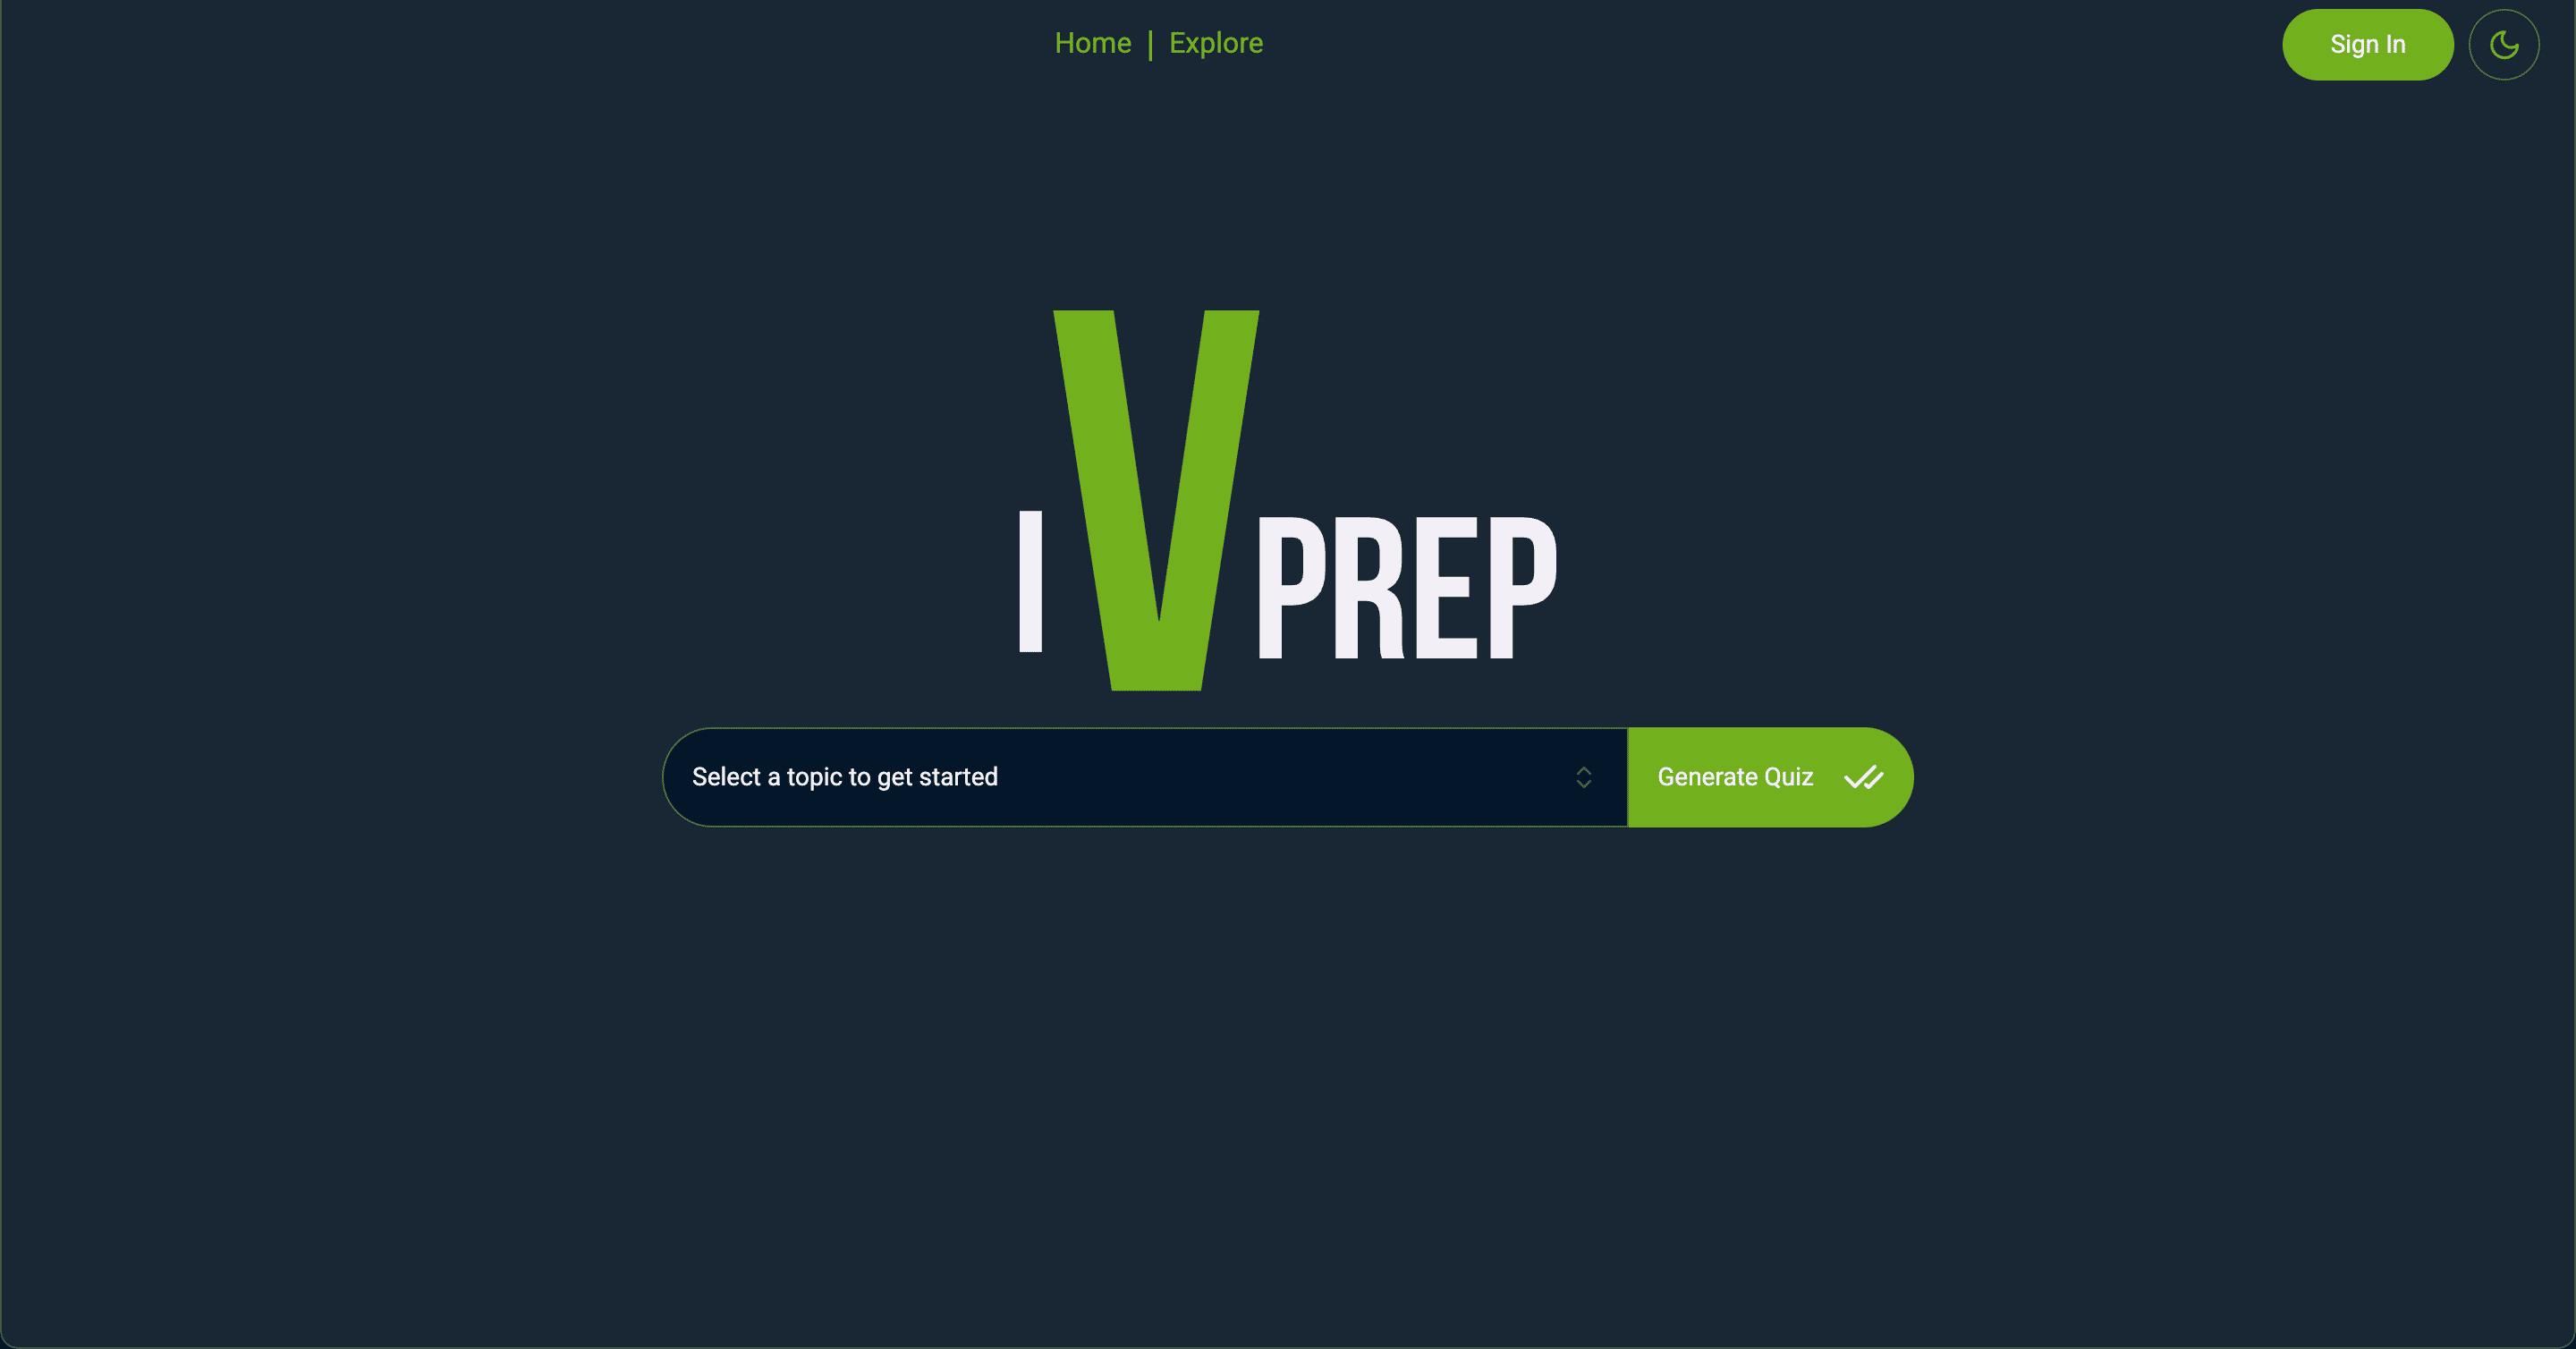 Home | Explore
Sign In
I V PREP
Select a topic to get started
Generate Quiz